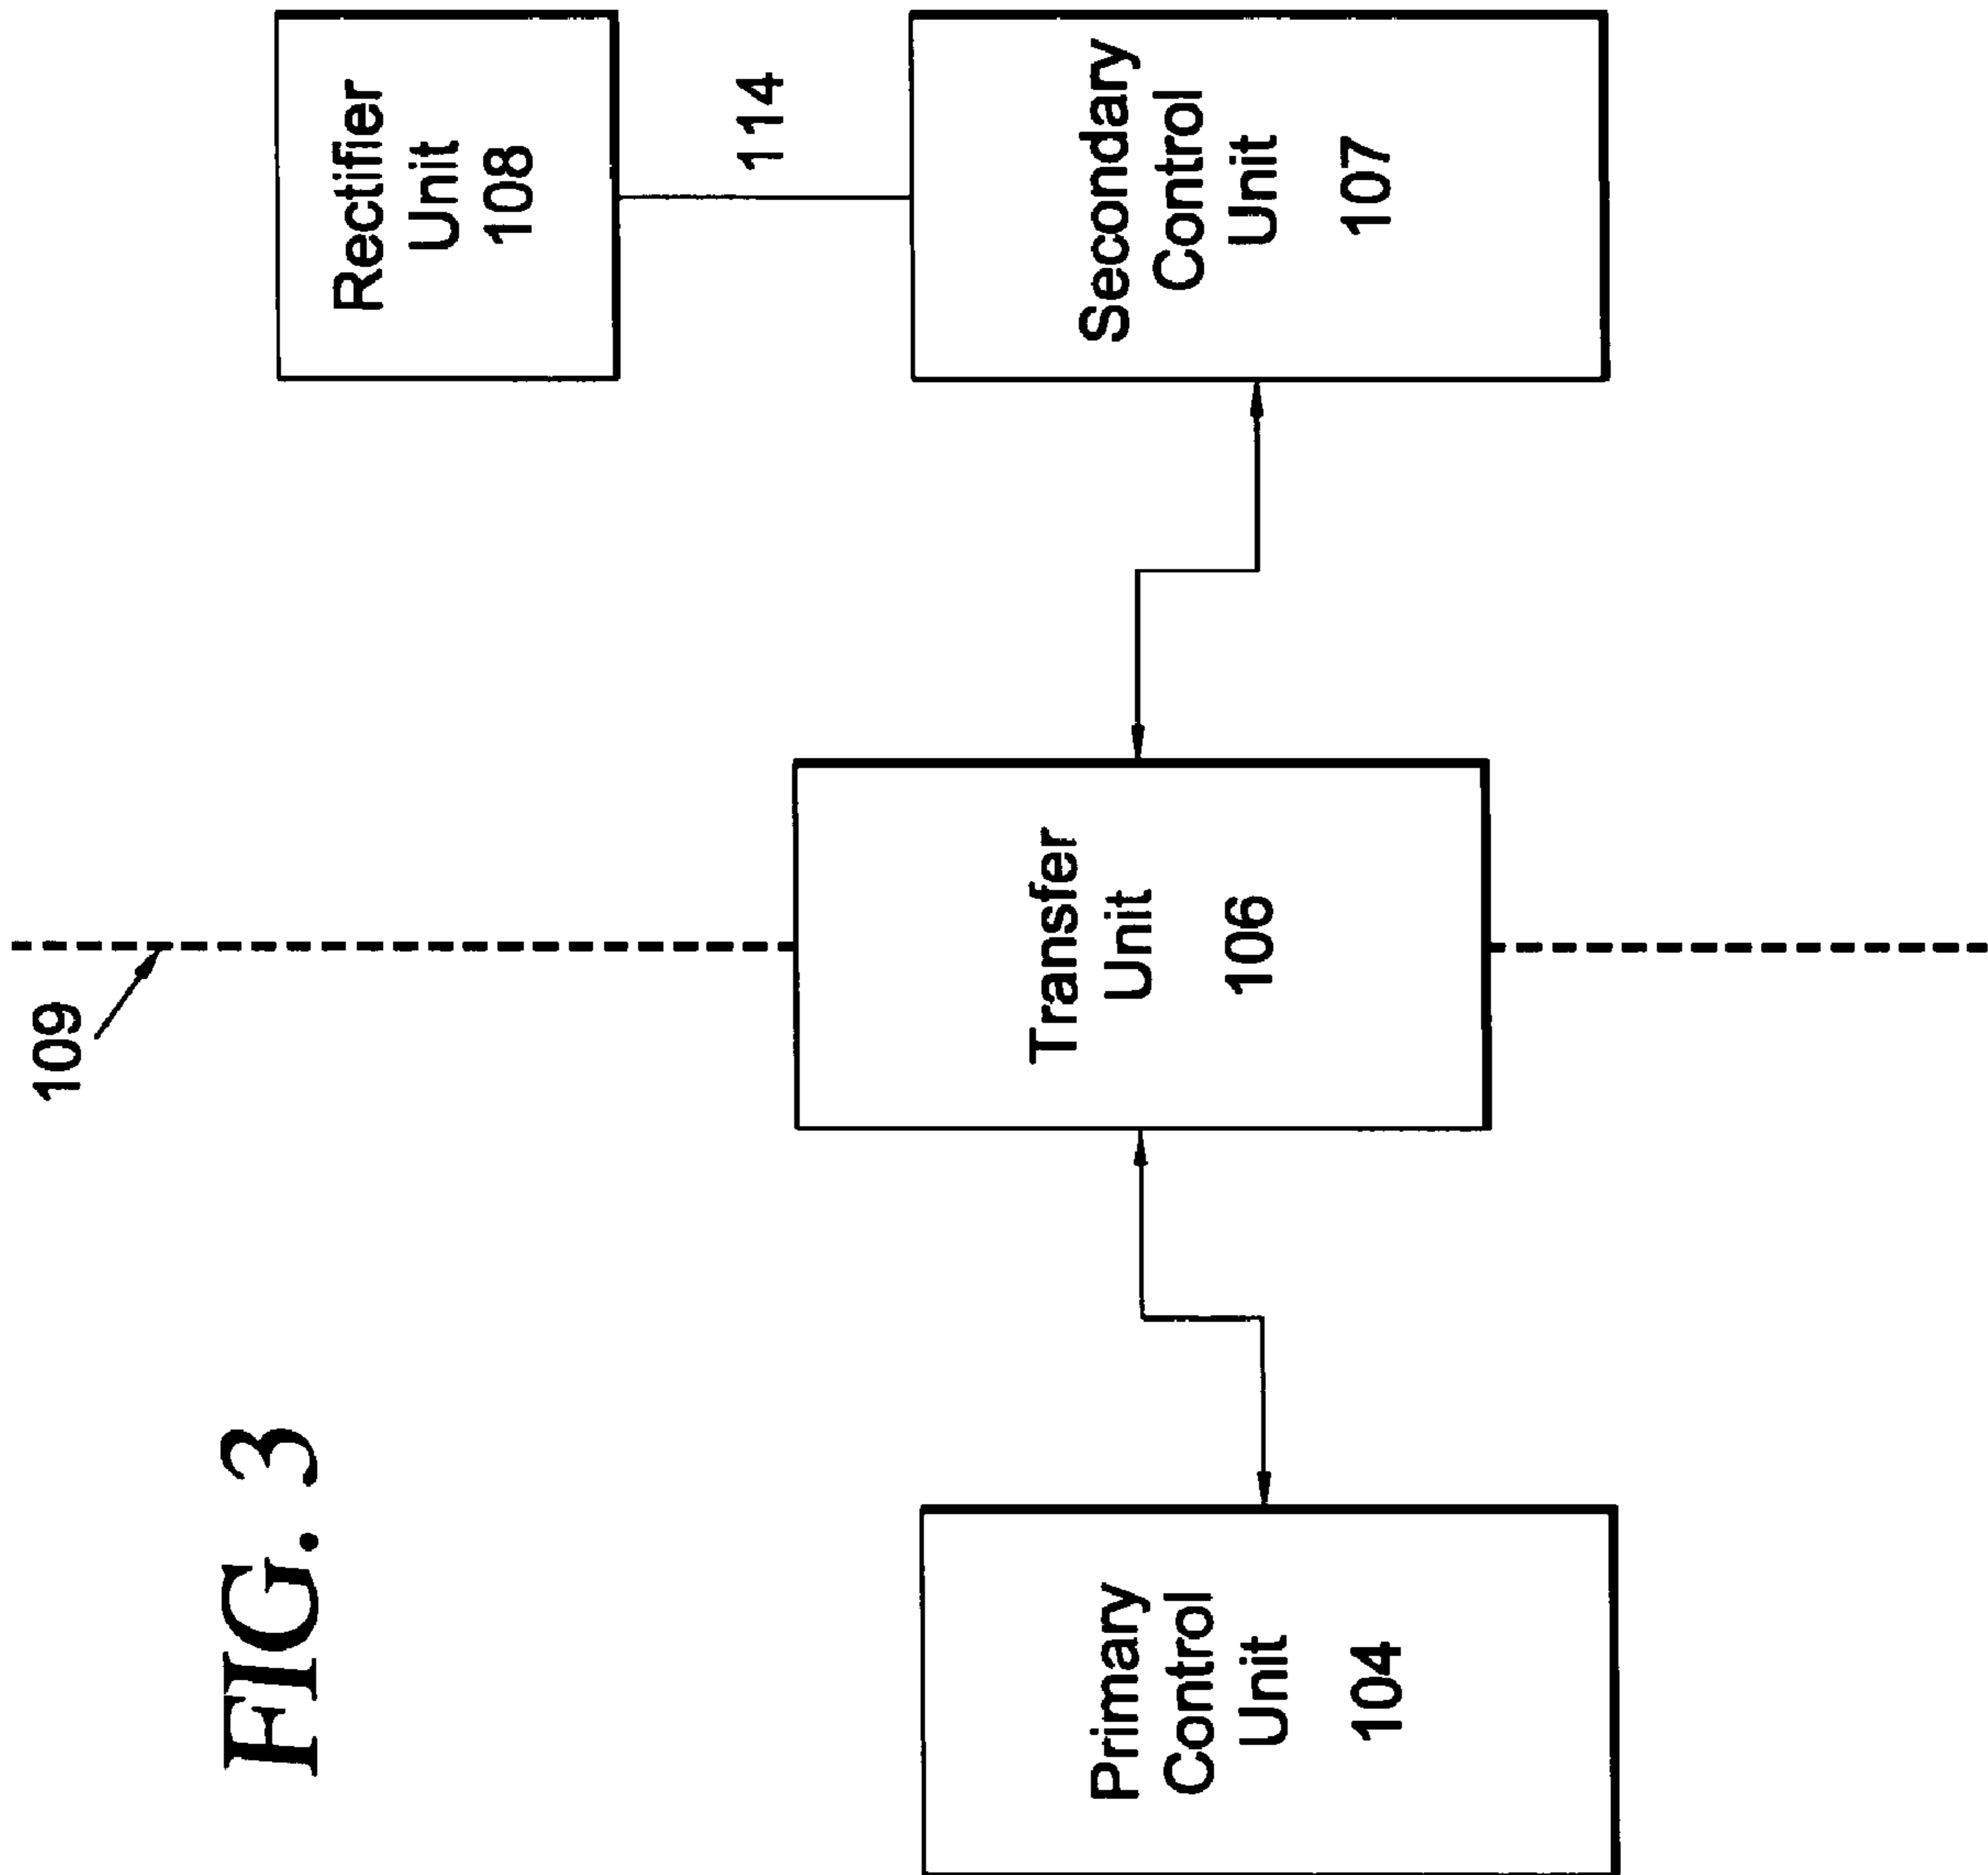 FIG. 3
109
Rectifier
Unit
108
114
Primary
Control
Unit
104
Transfer
Unit
106
Secondary
Control
Unit
107